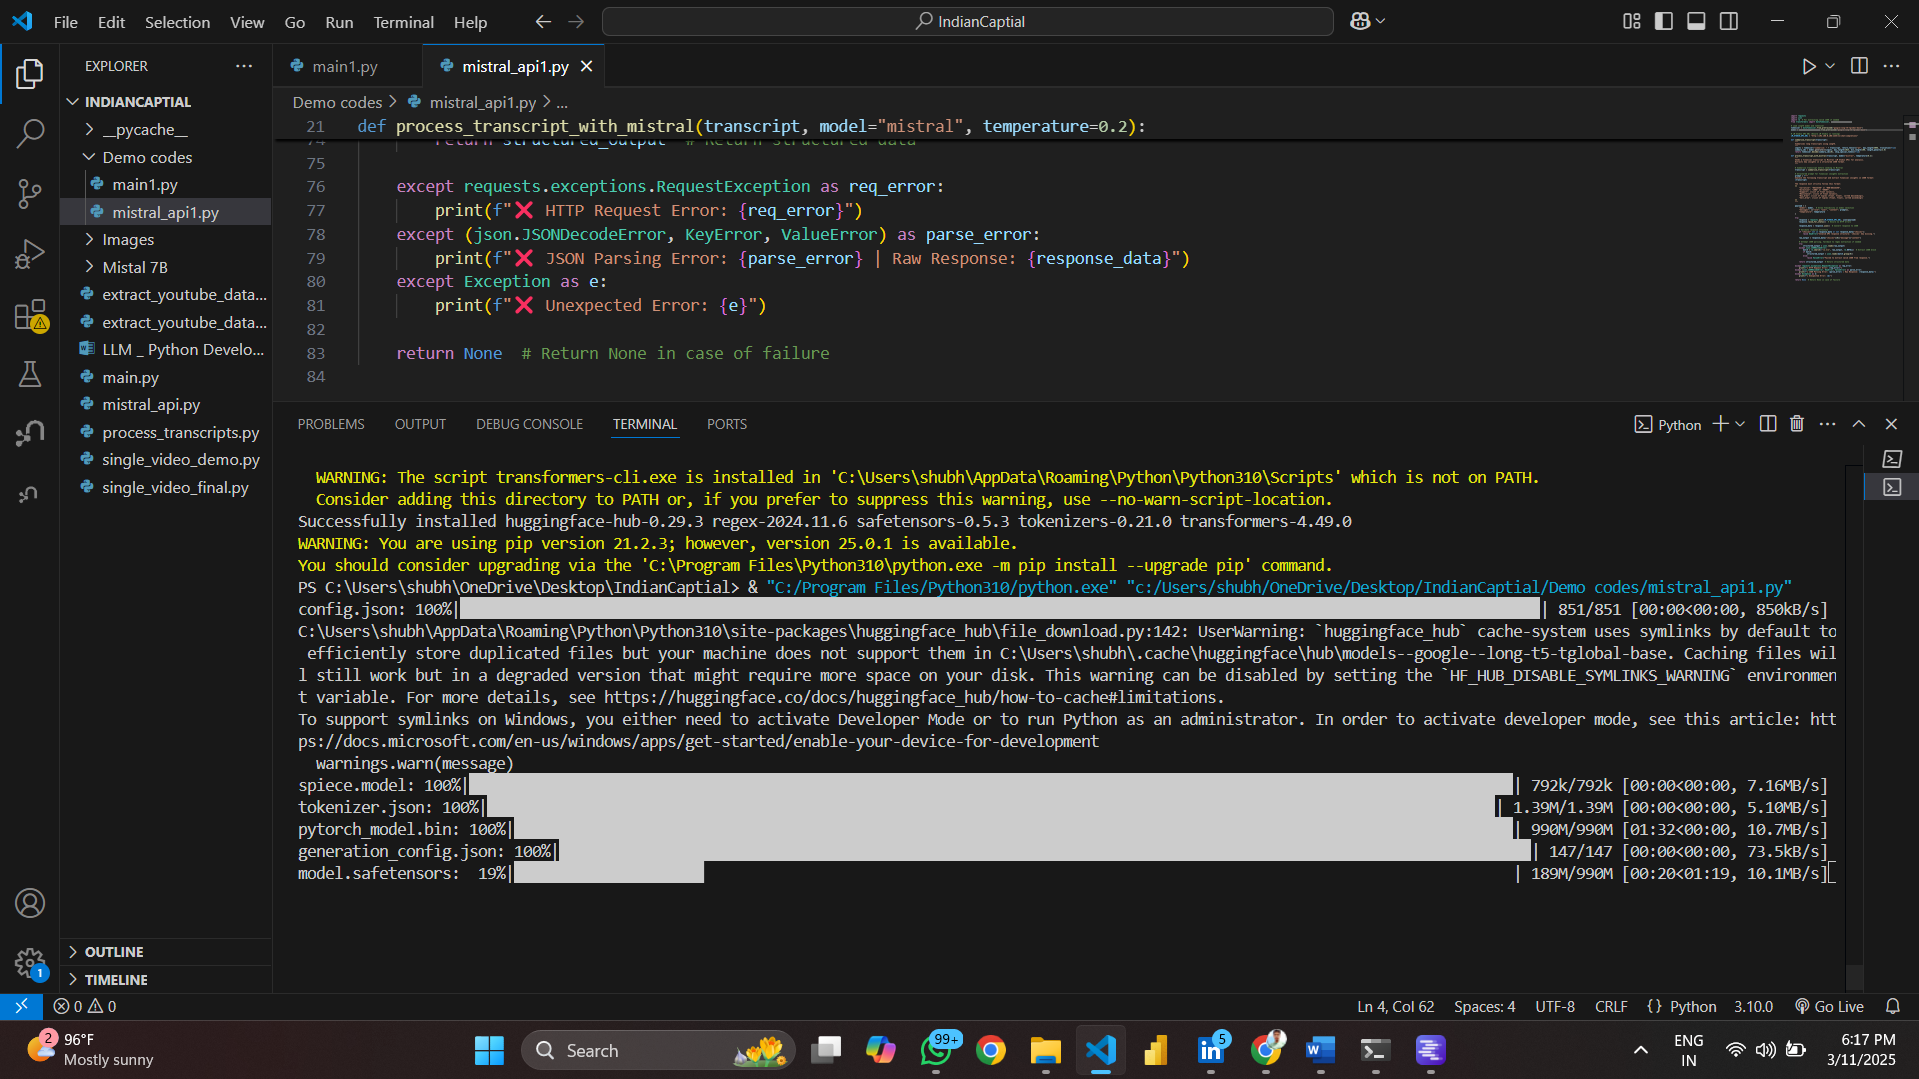 File Edit Selection View Go Run Terminal Help
IndianCaptial
EXPLORER
main1.py
mistral_api1.py
INDIANCAPTIAL
__pycache__
Demo codes
main1.py
mistral_api1.py
Images
Mistal 7B
extract_youtube_data...
extract_youtube_data...
LLM _ Python Develo...
main.py
mistral_api.py
process_transcripts.py
single_video_demo.py
single_video_final.py
OUTLINE
TIMELINE
Demo codes > mistral_api1.py > ...
21 def process_transcript_with_mistral(transcript, model="mistral", temperature=0.2):
74 return structured_output # Return structured data
75
76 except requests.exceptions.RequestException as req_error:
77 print(f"❌ HTTP Request Error: {req_error}")
78 except (json.JSONDecodeError, KeyError, ValueError) as parse_error:
79 print(f"❌ JSON Parsing Error: {parse_error} | Raw Response: {response_data}")
80 except Exception as e:
81 print(f"❌ Unexpected Error: {e}")
82
83 return None # Return None in case of failure
84
PROBLEMS OUTPUT DEBUG CONSOLE TERMINAL PORTS
Python
WARNING: The script transformers-cli.exe is installed in 'C:\Users\shubh\AppData\Roaming\Python\Python310\Scripts' which is not on PATH.
Consider adding this directory to PATH or, if you prefer to suppress this warning, use --no-warn-script-location.
Successfully installed huggingface-hub-0.29.3 regex-2024.11.6 safetensors-0.5.3 tokenizers-0.21.0 transformers-4.49.0
WARNING: You are using pip version 21.2.3; however, version 25.0.1 is available.
You should consider upgrading via the 'C:\Program Files\Python310\python.exe -m pip install --upgrade pip' command.
PS C:\Users\shubh\OneDrive\Desktop\IndianCaptial> & "C:/Program Files/Python310/python.exe" "c:/Users/shubh/OneDrive/Desktop/IndianCaptial/Demo codes/mistral_api1.py"
config.json: 100%| | 851/851 [00:00<00:00, 850kB/s]
C:\Users\shubh\AppData\Roaming\Python\Python310\site-packages\huggingface_hub\file_download.py:142: UserWarning: `huggingface_hub` cache-system uses symlinks by default to
efficiently store duplicated files but your machine does not support them in C:\Users\shubh\.cache\huggingface\hub\models--google--long-t5-tglobal-base. Caching files wil
l still work but in a degraded version that might require more space on your disk. This warning can be disabled by setting the `HF_HUB_DISABLE_SYMLINKS_WARNING` environmen
t variable. For more details, see https://huggingface.co/docs/huggingface_hub/how-to-cache#limitations.
To support symlinks on Windows, you either need to activate Developer Mode or to run Python as an administrator. In order to activate developer mode, see this article: htt
ps://docs.microsoft.com/en-us/windows/apps/get-started/enable-your-device-for-development
warnings.warn(message)
spiece.model: 100%| | 792k/792k [00:00<00:00, 7.16MB/s]
tokenizer.json: 100%| | 1.39M/1.39M [00:00<00:00, 5.10MB/s]
pytorch_model.bin: 100%| | 990M/990M [01:32<00:00, 10.7MB/s]
generation_config.json: 100%| | 147/147 [00:00<00:00, 73.5kB/s]
model.safetensors: 19%| | 189M/990M [00:20<01:19, 10.1MB/s]
1
0 0
Ln 4, Col 62 Spaces: 4 UTF-8 CRLF {} Python 3.10.0 Go Live
2
96°F
Mostly sunny
Search
99+
5
ENG
IN
6:17 PM
3/11/2025